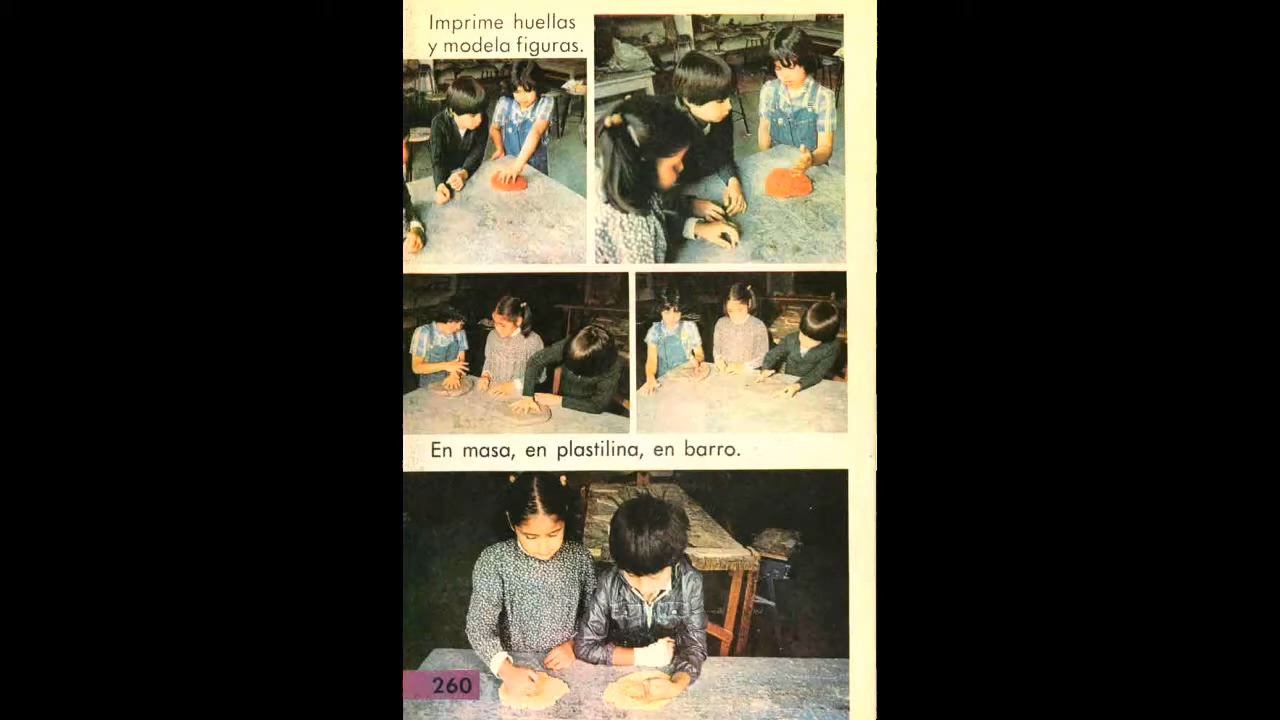 Imprime huellas
y modela figuras.
En masa, en plastilina, en barro.
260